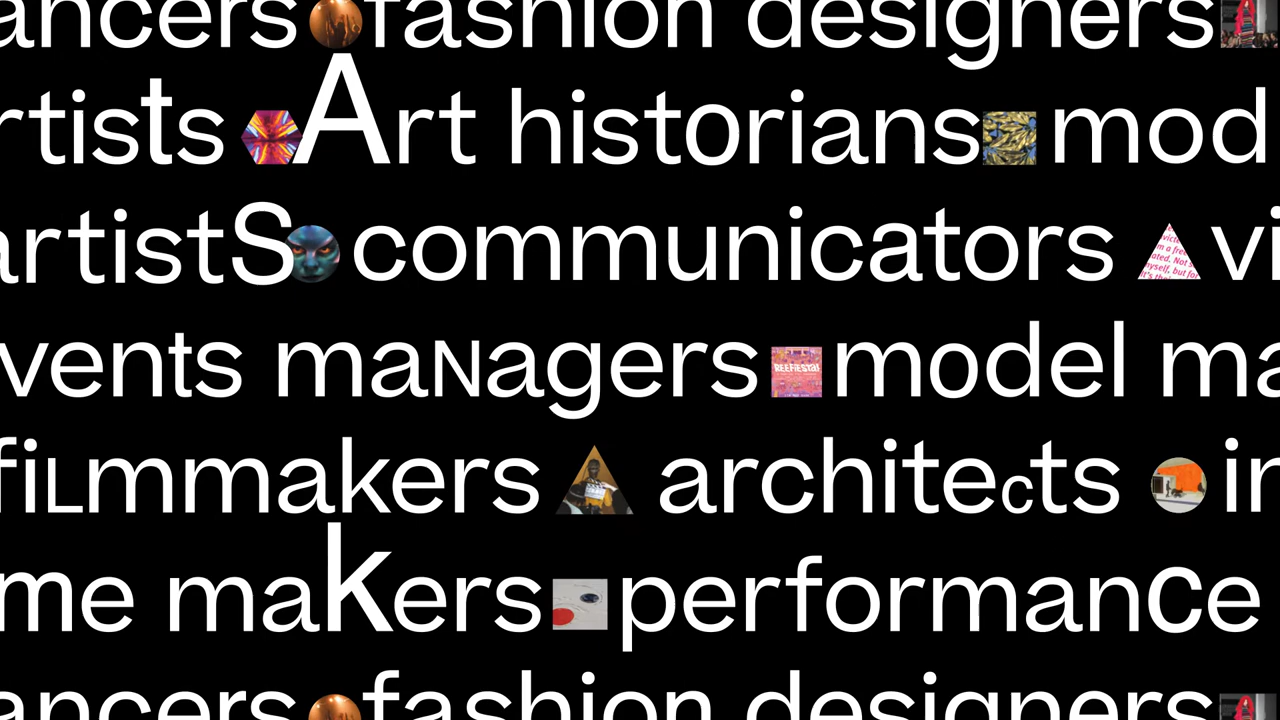 ancers fashion designers
rtists Art historians mod
artistS communicators vi
vents maNagers REEFIESTA! model ma
fiLmmakers architects in
me makers performance
ancers fashion designers